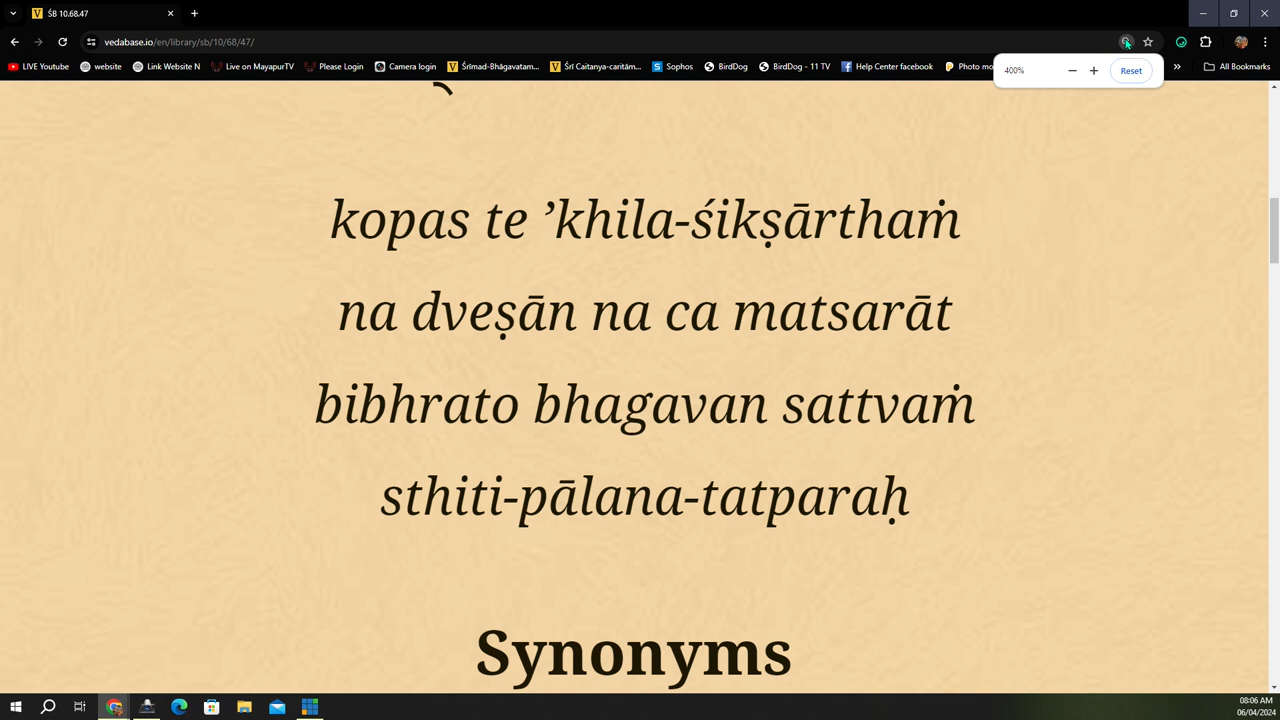 ŚB 10.68.47
vedabase.io/en/library/sb/10/68/47/
LIVE Youtube website Link Website N Live on MayapurTV Please Login Camera login Śrīmad-Bhāgavatam... Śrī Caitanya-caritām... Sophos BirdDog BirdDog - 11 TV Help Center facebook Photo mo » All Bookmarks
400% Reset
kopas te ’khila-śikṣārthaṁ
na dveṣān na ca matsarāt
bibhrato bhagavan sattvaṁ
sthiti-pālana-tatparaḥ
Synonyms
08:06 AM
06/04/2024